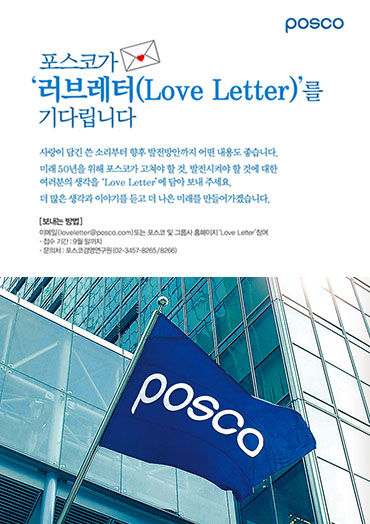 posco
포스코가
‘러브레터(Love Letter)’를
기다립니다
사랑이 담긴 쓴 소리부터 향후 발전방안까지 어떤 내용도 좋습니다.
미래 50년을 위해 포스코가 고쳐야 할 것, 발전시켜야 할 것에 대한
여러분의 생각을 ‘Love Letter’에 담아 보내 주세요.
더 많은 생각과 이야기를 듣고 더 나은 미래를 만들어가겠습니다.
[보내는 방법]
이메일(loveletter@posco.com)또는 포스코 및 그룹사 홈페이지 ‘Love Letter’참여
· 접수 기간 : 9월 말까지
· 문의처 : 포스코경영연구원(02-3457-8265/8266)
posco